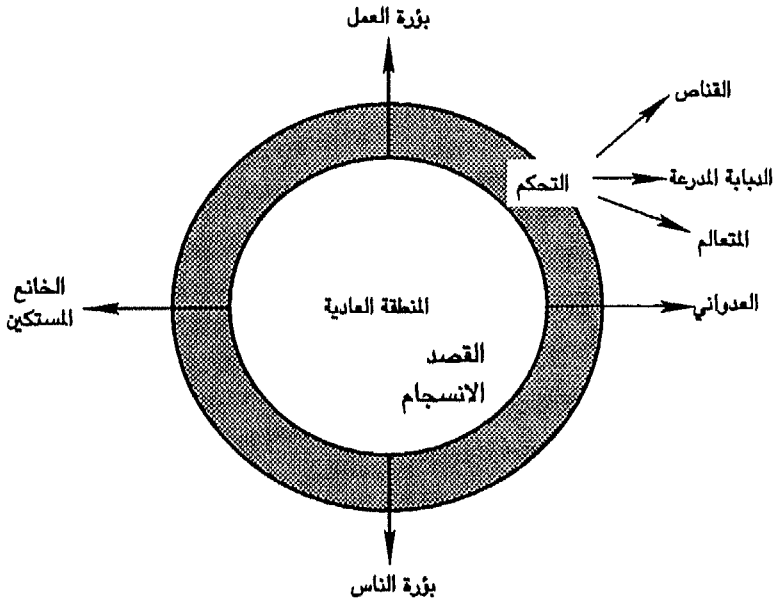 بؤرة العمل
القناص
الدبابة المدرعة
التحكم
المتعالم
العدواني
الخانع
المستكين
المنطقة العادية
القصد
الانسجام
بؤرة الناس